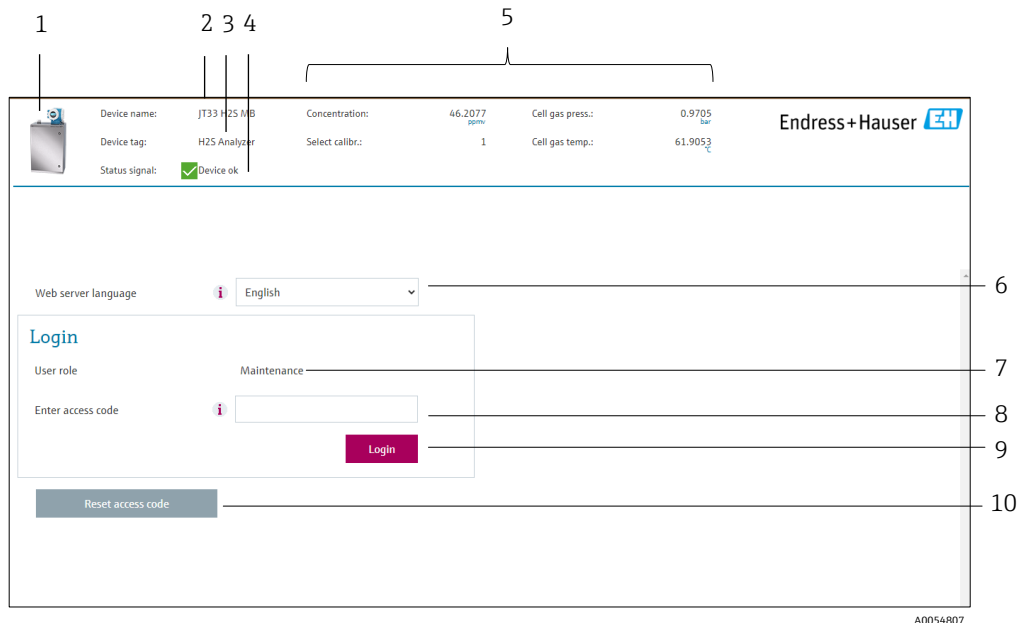 1 2 3 4 5
Device name: JT33 H2S MB Concentration: 46.2077 ppmv Cell gas press.: 0.9705 bar
Endress+Hauser EH
Device tag: H2S Analyzer Select calibr.: 1 Cell gas temp.: 61.9053 °C
Status signal: Device ok
Web server language i English 6
Login
User role Maintenance 7
Enter access code i 8
Login 9
Reset access code 10
A0054807